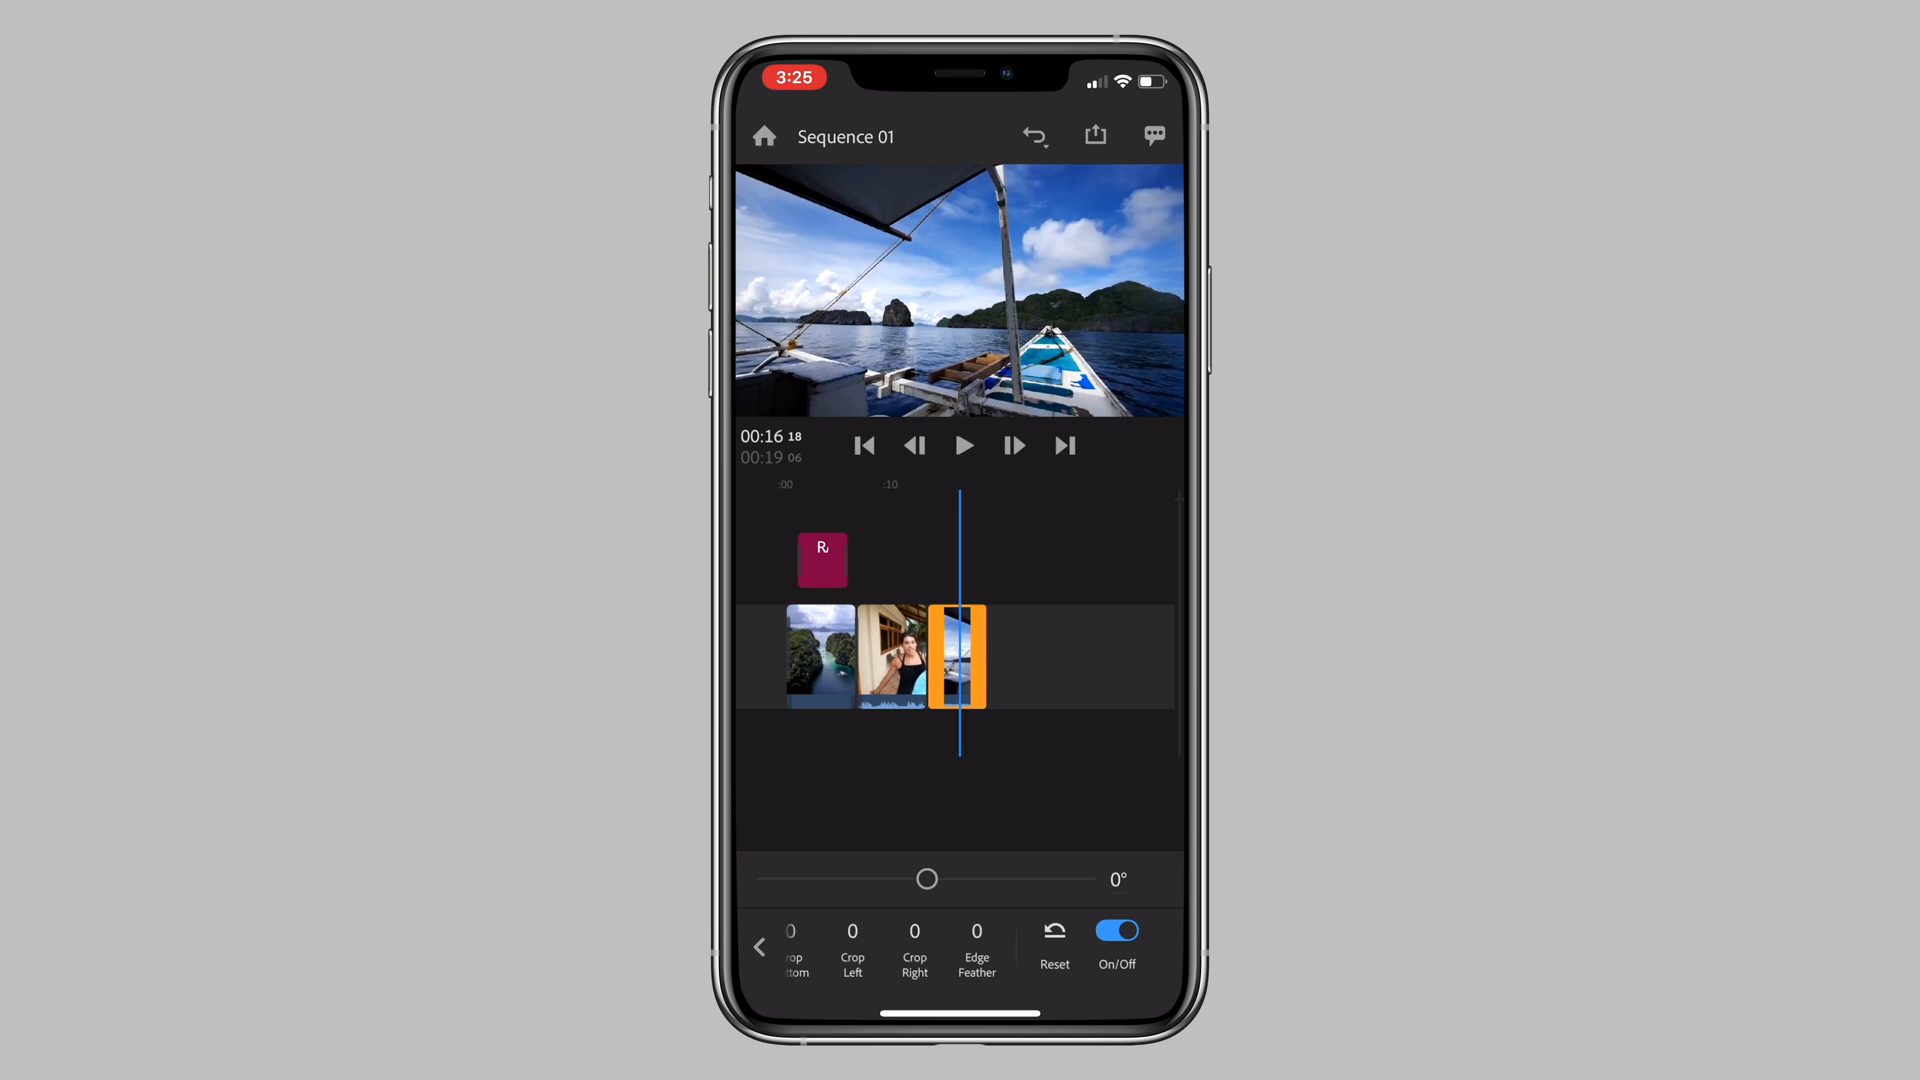 3:25
Sequence 01
00:16 18
00:19 06
:00 :10
0°
0 0 0 0
Crop Crop Edge
Left Right Feather Reset On/Off